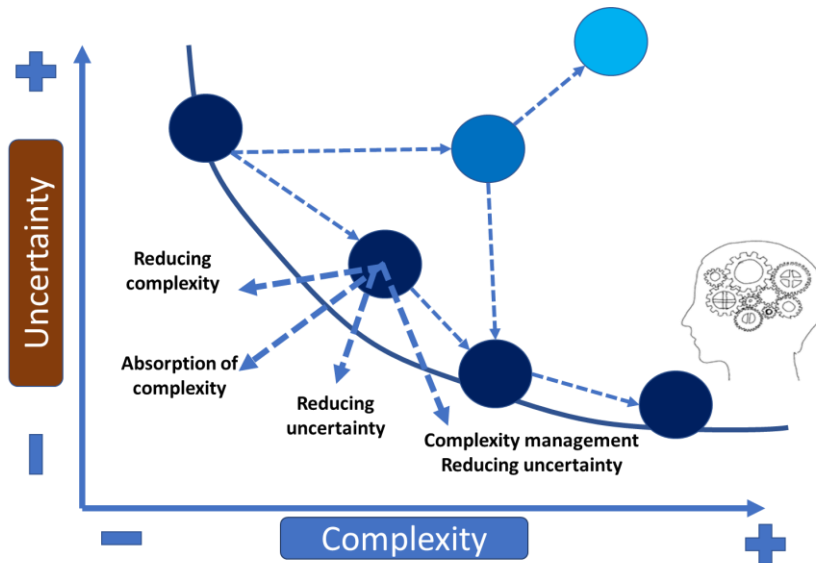 Uncertainty
Reducing
complexity
Absorption of
complexity
Reducing
uncertainty
Complexity management
Reducing uncertainty
Complexity